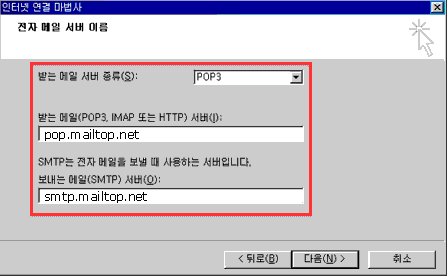 인터넷 연결 마법사
전자 메일 서버 이름
받는 메일 서버 종류(S): POP3
받는 메일(POP3, IMAP 또는 HTTP) 서버(I):
pop.mailtop.net
SMTP는 전자 메일을 보낼 때 사용하는 서버입니다.
보내는 메일(SMTP) 서버(O):
smtp.mailtop.net
< 뒤로(B) 다음(N) > 취소